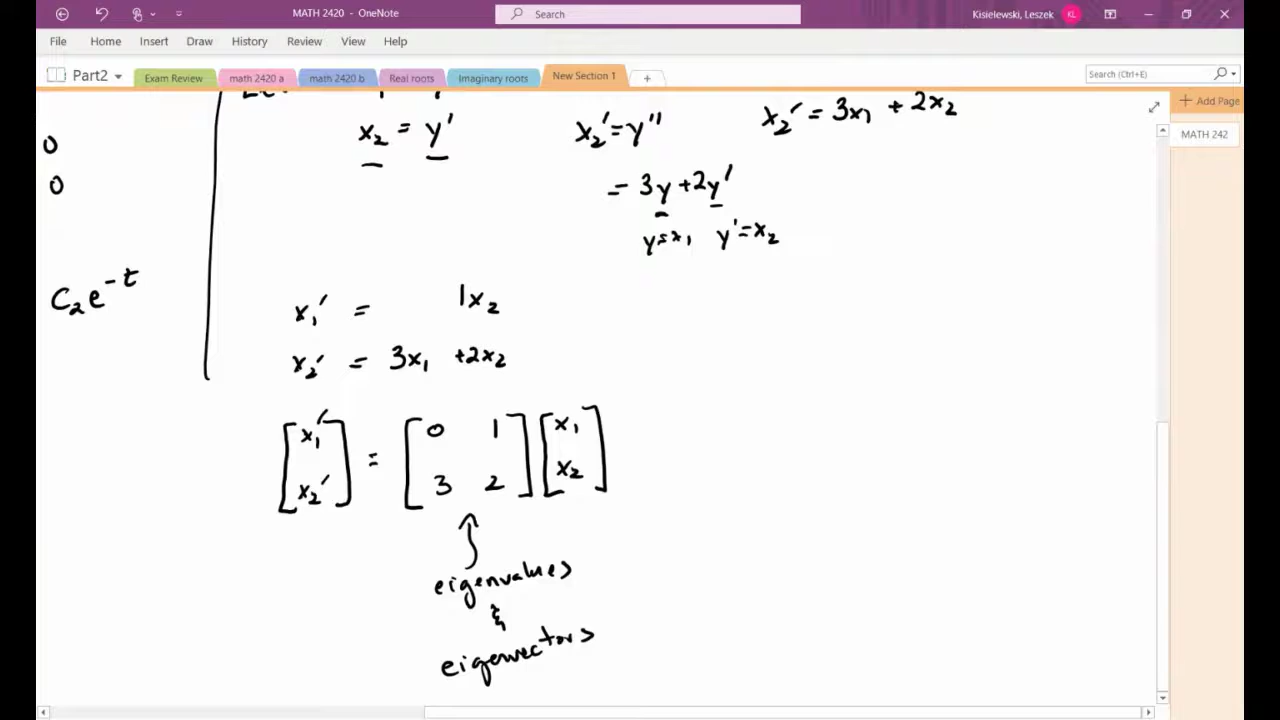 MATH 2420 - OneNote
Search
Kisielewski, Leszek
KL
File Home Insert Draw History Review View Help
Part2
Exam Review
math 2420 a
math 2420 b
Real roots
Imaginary roots
New Section 1
+
Search (Ctrl+E)
+ Add Page
MATH 242
0
0
C₂e^{-t}
x₂ = y'
x₂' = y''
x₂' = 3x₁ + 2x₂
= 3y + 2y'
y = x₁ y' = x₂
x₁' = 1x₂
x₂' = 3x₁ + 2x₂
[x₁' x₂'] = [0 1 3 2] [x₁ x₂]
eigenvalues
&
eigenvectors